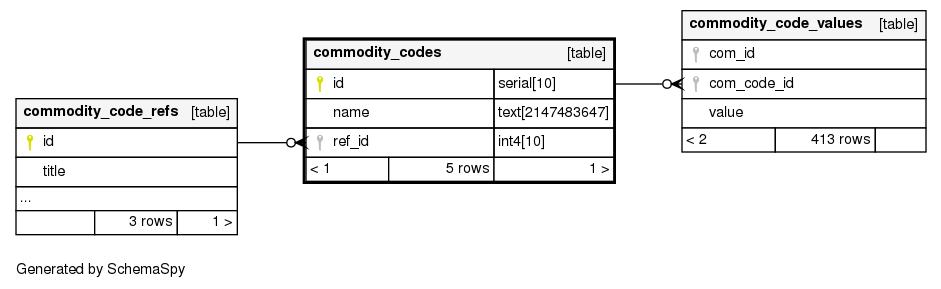 commodity_code_refs [table]
id
title
...
3 rows 1 >
commodity_codes [table]
id serial[10]
name text[2147483647]
ref_id int4[10]
< 1 5 rows 1 >
commodity_code_values [table]
com_id
com_code_id
value
< 2 413 rows
Generated by SchemaSpy